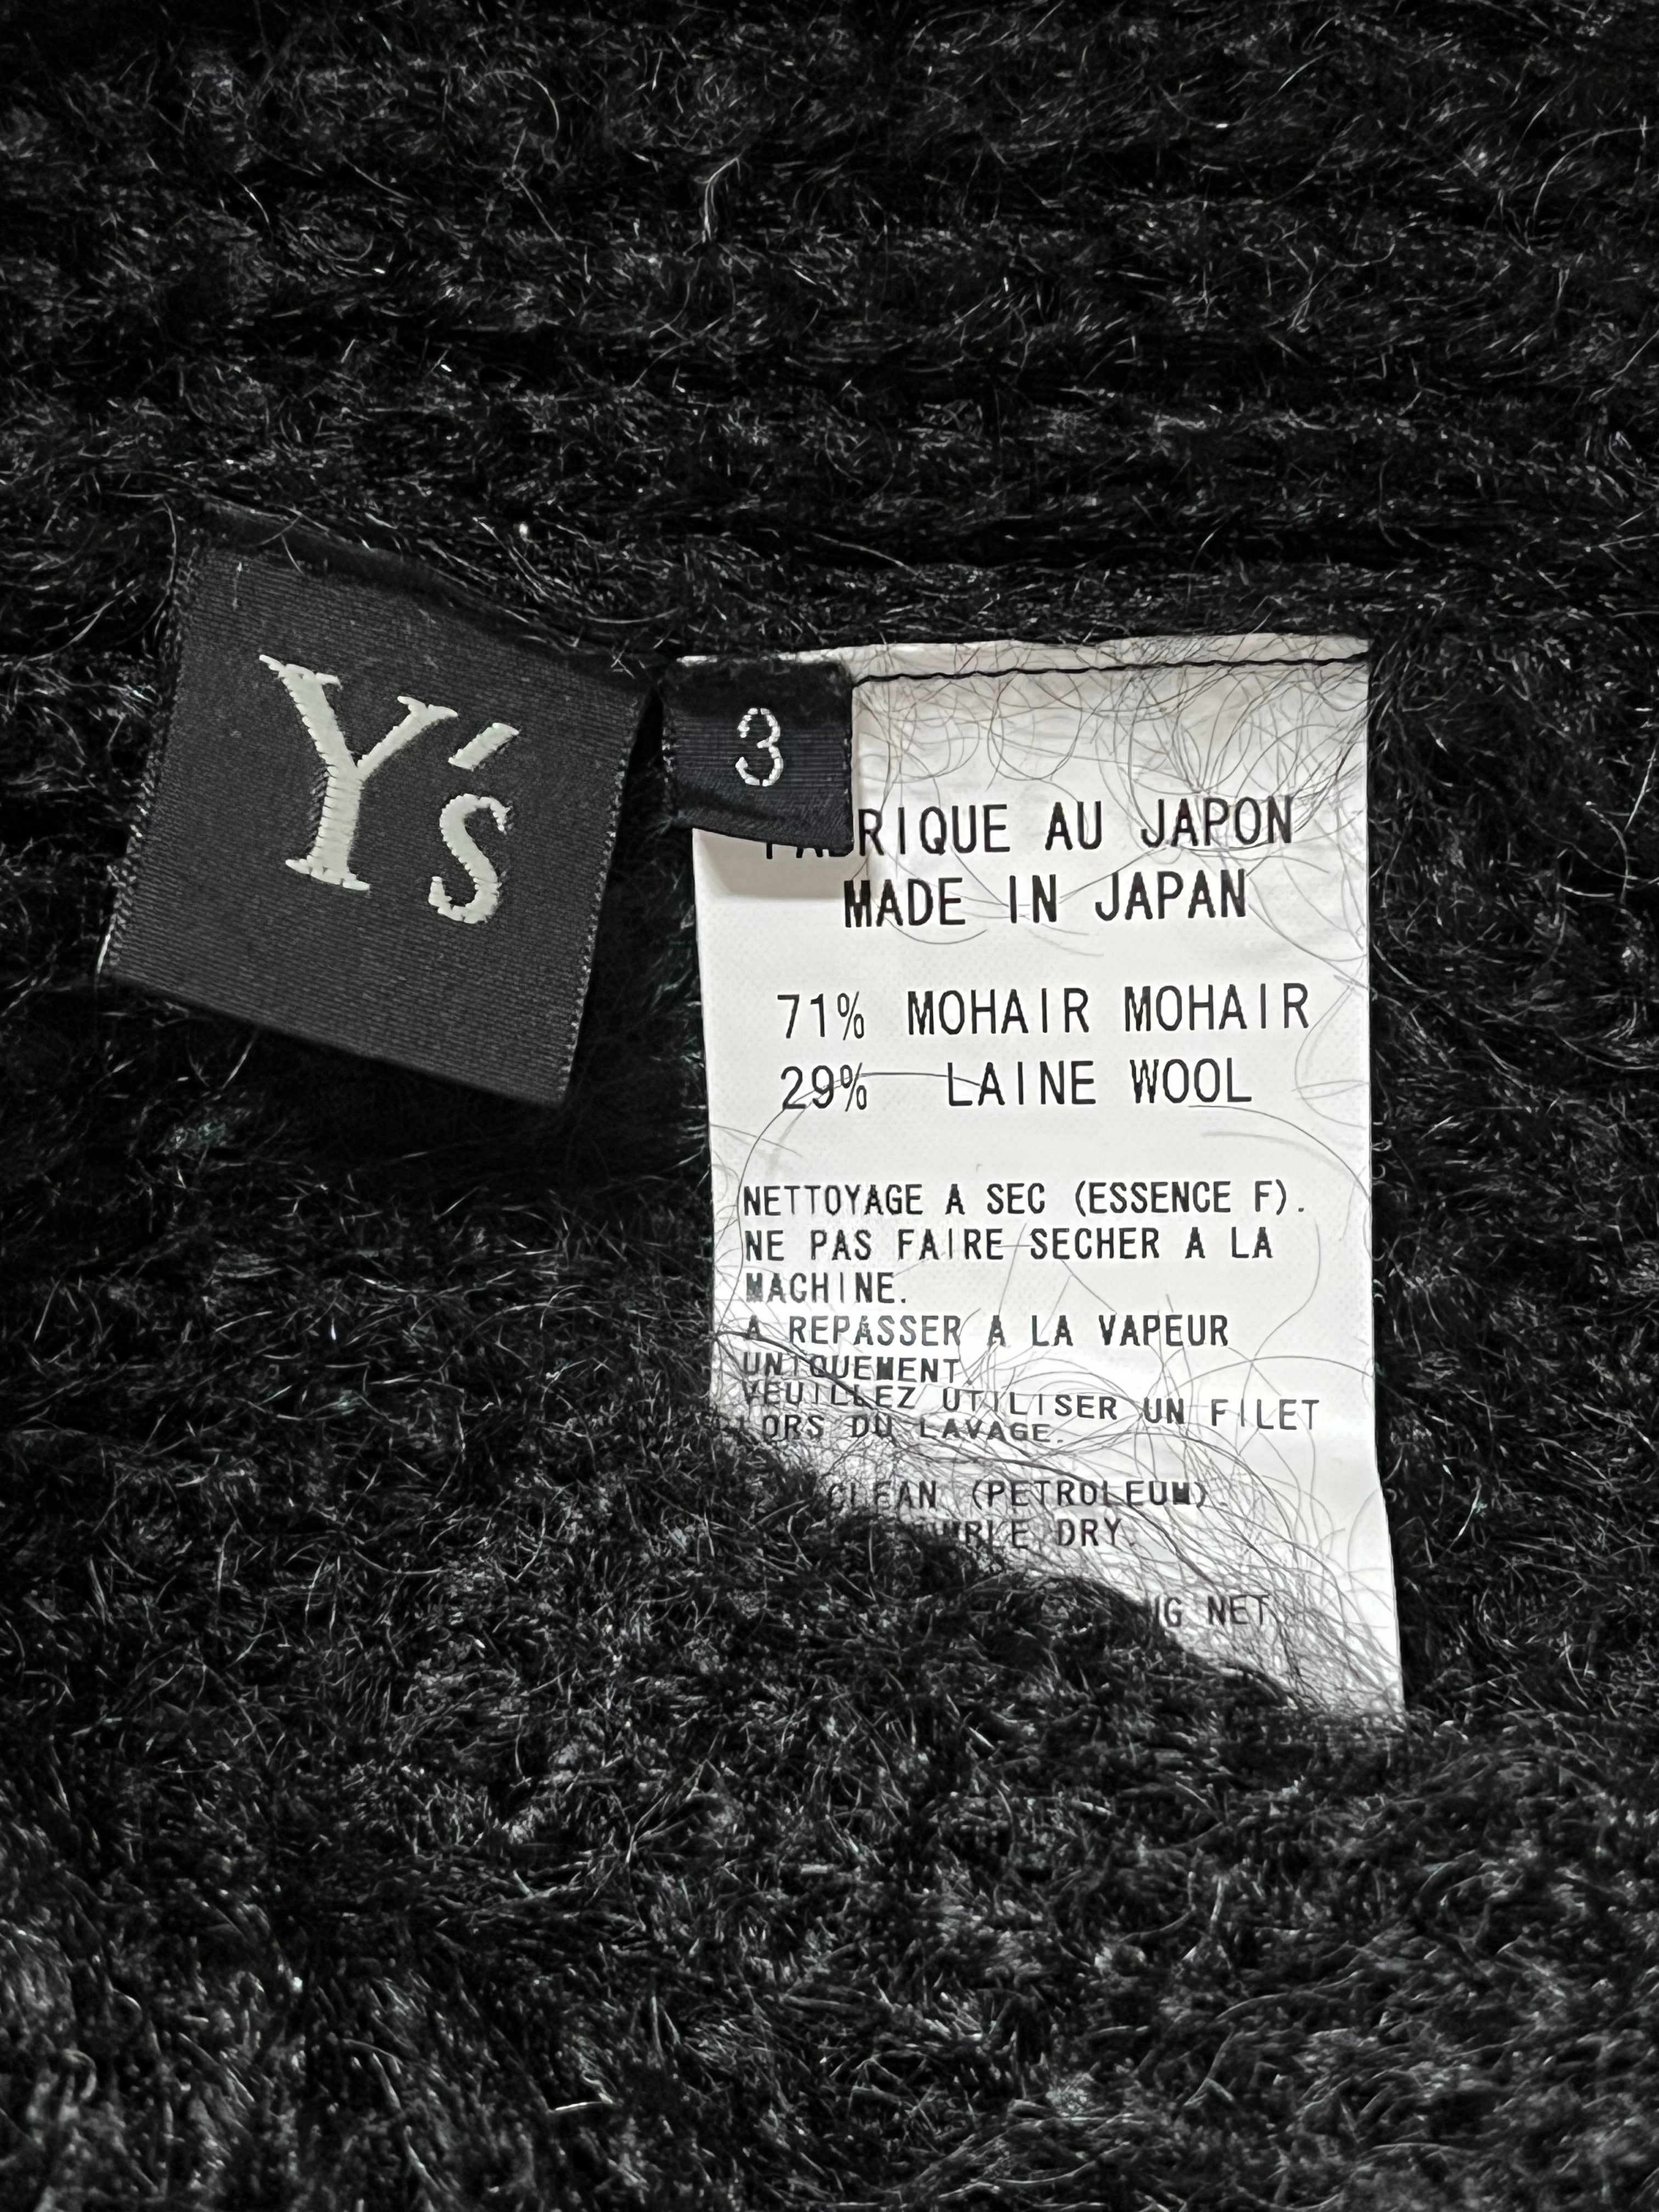 Y's
3
FABRIQUE AU JAPON
MADE IN JAPAN
71% MOHAIR MOHAIR
29% LAINE WOOL
NETTOYAGE A SEC (ESSENCE F).
NE PAS FAIRE SECHER A LA
MACHINE.
A REPASSER A LA VAPEUR
UNIQUEMENT.
VEUILLEZ UTILISER UN FILET
LORS DU LAVAGE.
CLEAN (PETROLEUM).
DRY.
NET